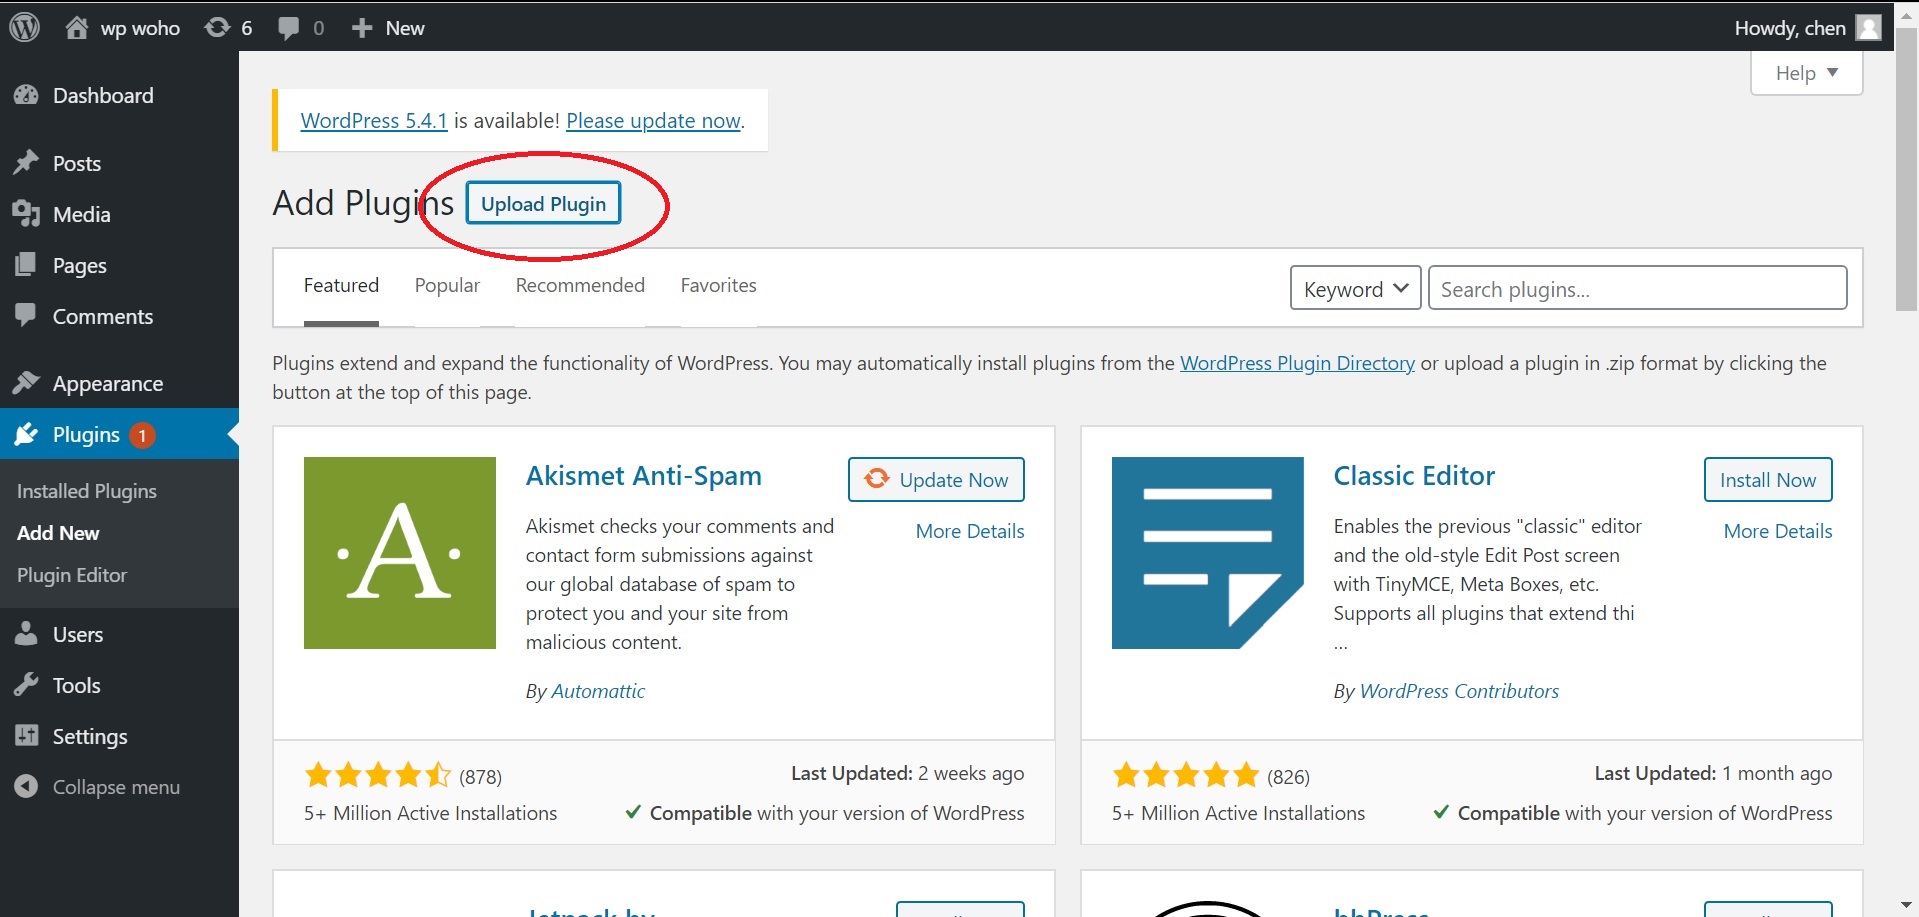 wp woho 6 0 New Howdy, chen
Help
Dashboard
Posts
Media
Pages
Comments
Appearance
Plugins 1
Installed Plugins
Add New
Plugin Editor
Users
Tools
Settings
Collapse menu
WordPress 5.4.1 is available! Please update now.
Add Plugins Upload Plugin
Featured Popular Recommended Favorites Keyword Search plugins...
Plugins extend and expand the functionality of WordPress. You may automatically install plugins from the WordPress Plugin Directory or upload a plugin in .zip format by clicking the
button at the top of this page.
A
Akismet Anti-Spam
Update Now
More Details
Akismet checks your comments and
contact form submissions against
our global database of spam to
protect you and your site from
malicious content.
By Automattic
(878)
Last Updated: 2 weeks ago
5+ Million Active Installations
Compatible with your version of WordPress
Classic Editor
Install Now
More Details
Enables the previous "classic" editor
and the old-style Edit Post screen
with TinyMCE, Meta Boxes, etc.
Supports all plugins that extend thi
...
By WordPress Contributors
(826)
Last Updated: 1 month ago
5+ Million Active Installations
Compatible with your version of WordPress
Jetpack by
bbPress